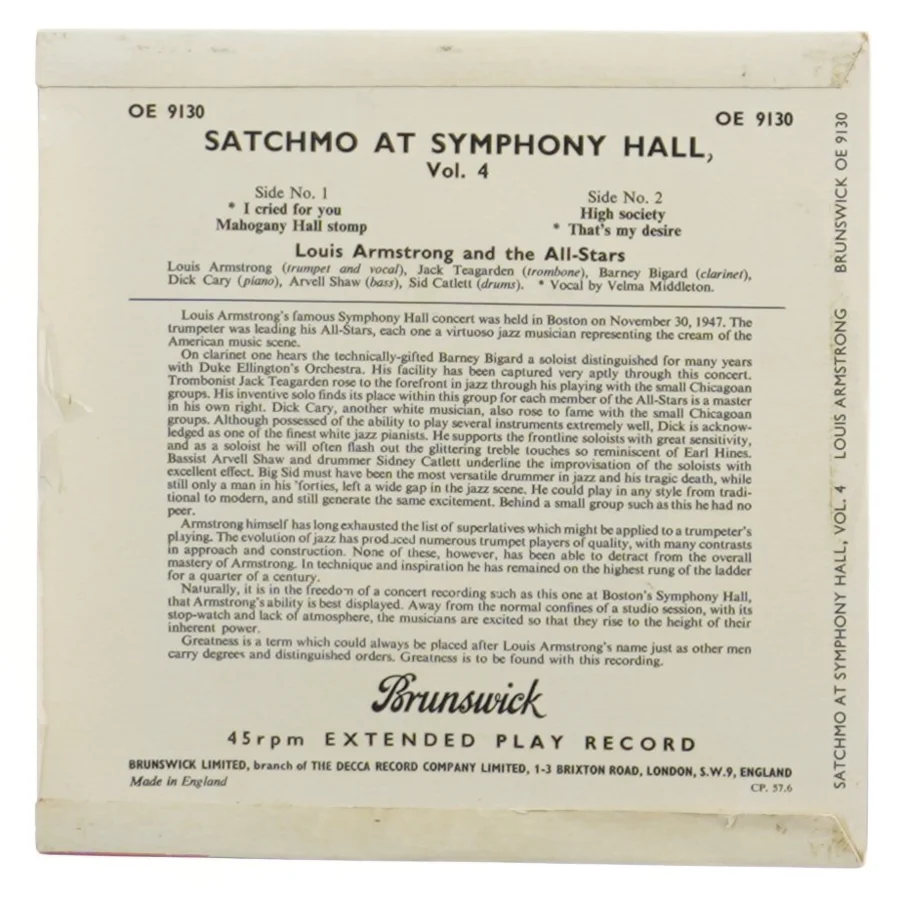 OE 9130
OE 9130
SATCHMO AT SYMPHONY HALL,
Vol. 4
Side No. 1
* I cried for you
Mahogany Hall stomp
Side No. 2
High society
* That's my desire
Louis Armstrong and the All-Stars
Louis Armstrong (trumpet and vocal), Jack Teagarden (trombone), Barney Bigard (clarinet),
Dick Cary (piano), Arvell Shaw (bass), Sid Catlett (drums). * Vocal by Velma Middleton.
Louis Armstrong's famous Symphony Hall concert was held in Boston on November 30, 1947. The
trumpeter was leading his All-Stars, each one a virtuoso jazz musician representing the cream of the
American music scene.
On clarinet one hears the technically-gifted Barney Bigard a soloist distinguished for many years
with Duke Ellington's Orchestra. His facility has been captured very aptly through this concert.
Trombonist Jack Teagarden rose to the forefront in jazz through his playing with the small Chicagoan
groups. His inventive solo finds its place within this group for each member of the All-Stars is a master
in his own right. Dick Cary, another white musician, also rose to fame with the small Chicagoan
groups. Although possessed of the ability to play several instruments extremely well, Dick is acknow-
ledged as one of the finest white jazz pianists. He supports the frontline soloists with great sensitivity,
and as a soloist he will often flash out the glittering treble touches so reminiscent of Earl Hines.
Bassist Arvell Shaw and drummer Sidney Catlett underline the improvisation of the soloists with
excellent effect. Big Sid must have been the most versatile drummer in jazz and his tragic death, while
still only a man in his 'forties, left a wide gap in the jazz scene. He could play in any style from tradi-
tional to modern, and still generate the same excitement. Behind a small group such as this he had no
peer.
Armstrong himself has long exhausted the list of superlatives which might be applied to a trumpeter's
playing. The evolution of jazz has produced numerous trumpet players of quality, with many contrasts
in approach and construction. None of these, however, has been able to detract from the overall
mastery of Armstrong. In technique and inspiration he has remained on the highest rung of the ladder
for a quarter of a century.
Naturally, it is in the freedom of a concert recording such as this one at Boston's Symphony Hall,
that Armstrong's ability is best displayed. Away from the normal confines of a studio session, with its
stop-watch and lack of atmosphere, the musicians are excited so that they rise to the height of their
inherent power.
Greatness is a term which could always be placed after Louis Armstrong's name just as other men
carry degrees and distinguished orders. Greatness is to be found with this recording.
Brunswick
45rpm EXTENDED PLAY RECORD
BRUNSWICK LIMITED, branch of THE DECCA RECORD COMPANY LIMITED, 1-3 BRIXTON ROAD, LONDON, S.W.9, ENGLAND
Made in England
CP. 57.6
SATCHMO AT SYMPHONY HALL, VOL. 4 LOUIS ARMSTRONG BRUNSWICK OE 9130